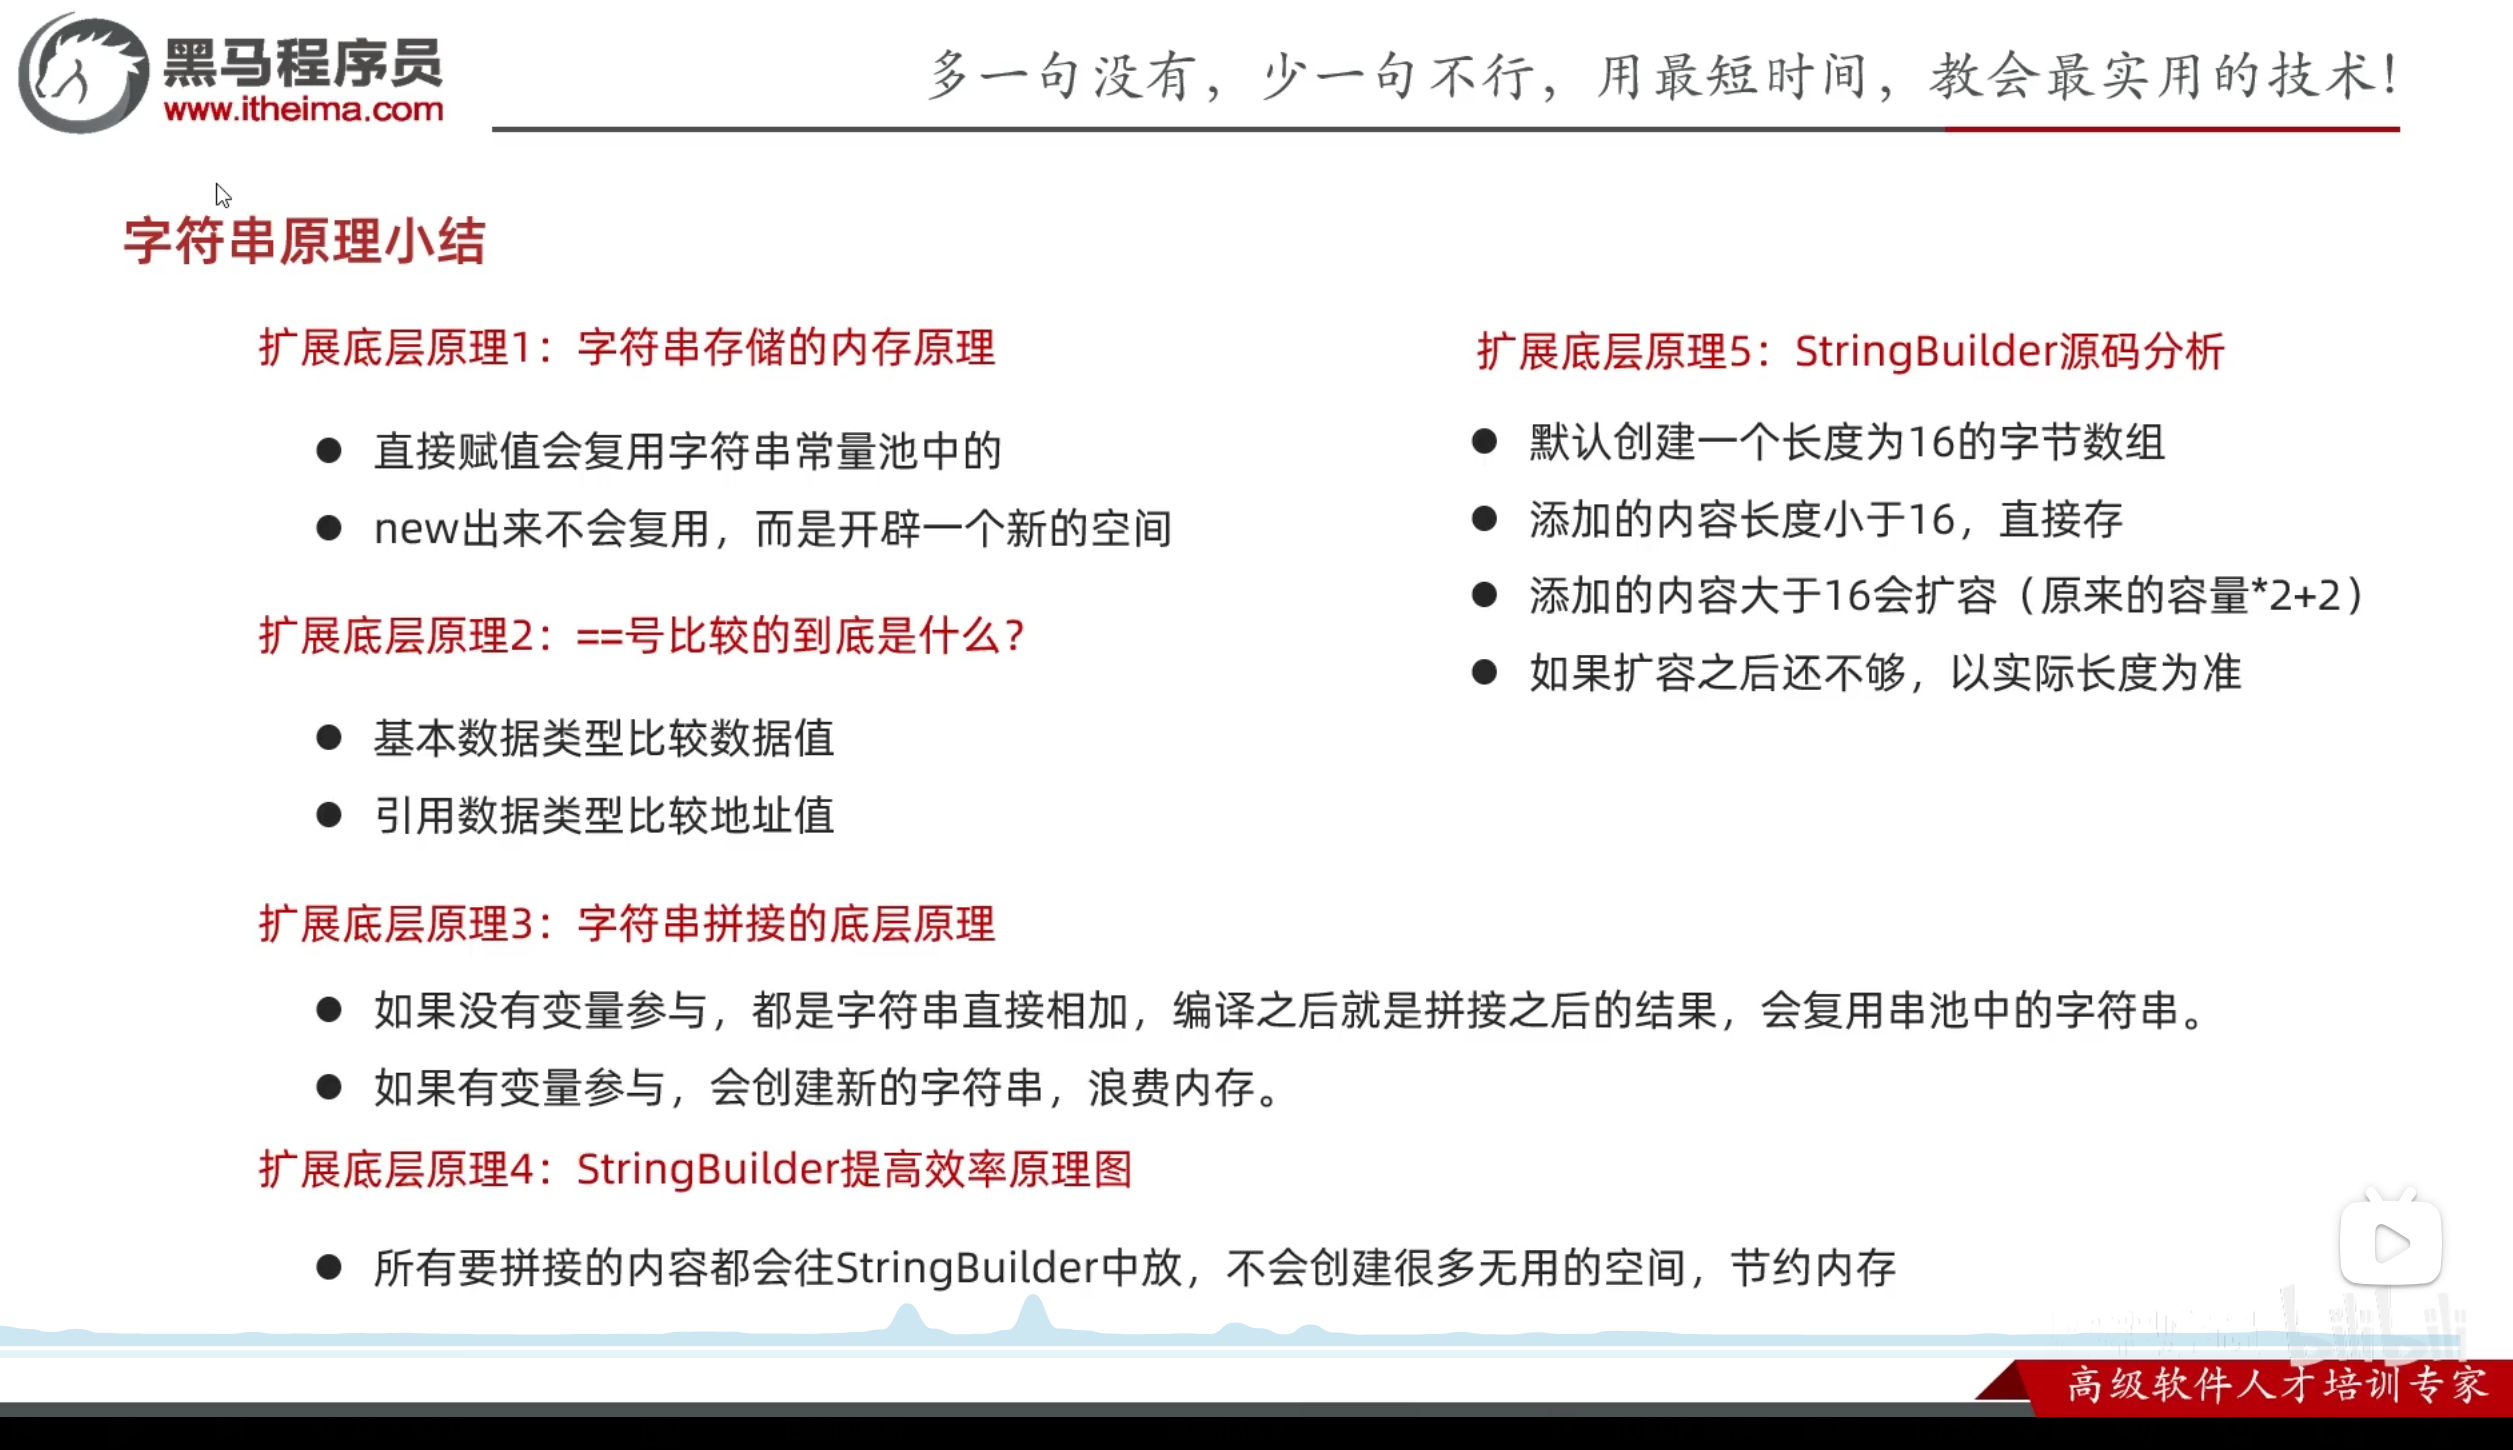 黑马程序员
www.itheima.com
多一句没有，少一句不行，用最短时间，教会最实用的技术！
字符串原理小结
扩展底层原理1：字符串存储的内存原理
● 直接赋值会复用字符串常量池中的
● new出来不会复用，而是开辟一个新的空间
扩展底层原理2：==号比较的到底是什么？
● 基本数据类型比较数据值
● 引用数据类型比较地址值
扩展底层原理3：字符串拼接的底层原理
● 如果没有变量参与，都是字符串直接相加，编译之后就是拼接之后的结果，会复用串池中的字符串。
● 如果有变量参与，会创建新的字符串，浪费内存。
扩展底层原理4：StringBuilder提高效率原理图
● 所有要拼接的内容都会往StringBuilder中放，不会创建很多无用的空间，节约内存
扩展底层原理5：StringBuilder源码分析
● 默认创建一个长度为16的字节数组
● 添加的内容长度小于16，直接存
● 添加的内容大于16会扩容（原来的容量*2+2）
● 如果扩容之后还不够，以实际长度为准
bilibili
高级软件人才培训专家